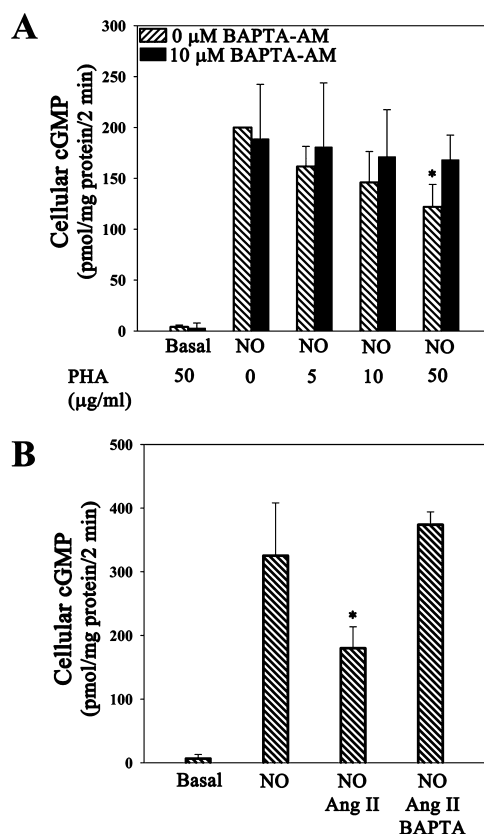 A
0 μM BAPTA-AM
10 μM BAPTA-AM
Cellular cGMP
(pmol/mg protein/2 min)
300
250
200
150
100
50
0
Basal NO NO NO NO
PHA 50 0 5 10 50
(μg/ml)
*
B
Cellular cGMP
(pmol/mg protein/2 min)
500
400
300
200
100
0
*
Basal NO NO NO
Ang II Ang II
BAPTA